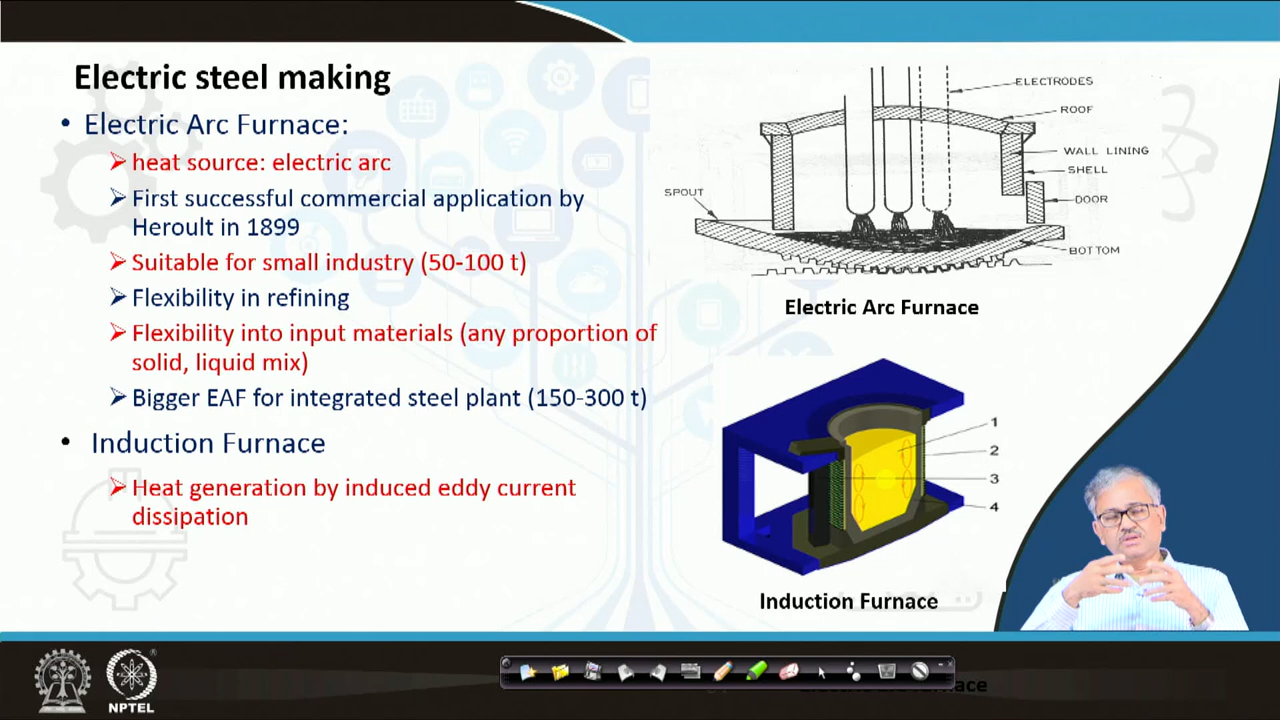 Electric steel making
• Electric Arc Furnace:
heat source: electric arc
First successful commercial application by
Heroult in 1899
Suitable for small industry (50-100 t)
Flexibility in refining
Flexibility into input materials (any proportion of
solid, liquid mix)
Bigger EAF for integrated steel plant (150-300 t)
• Induction Furnace
Heat generation by induced eddy current
dissipation
ELECTRODES
ROOF
WALL LINING
SHELL
SPOUT
DOOR
BOTTOM
Electric Arc Furnace
1
2
3
4
Induction Furnace
NPTEL